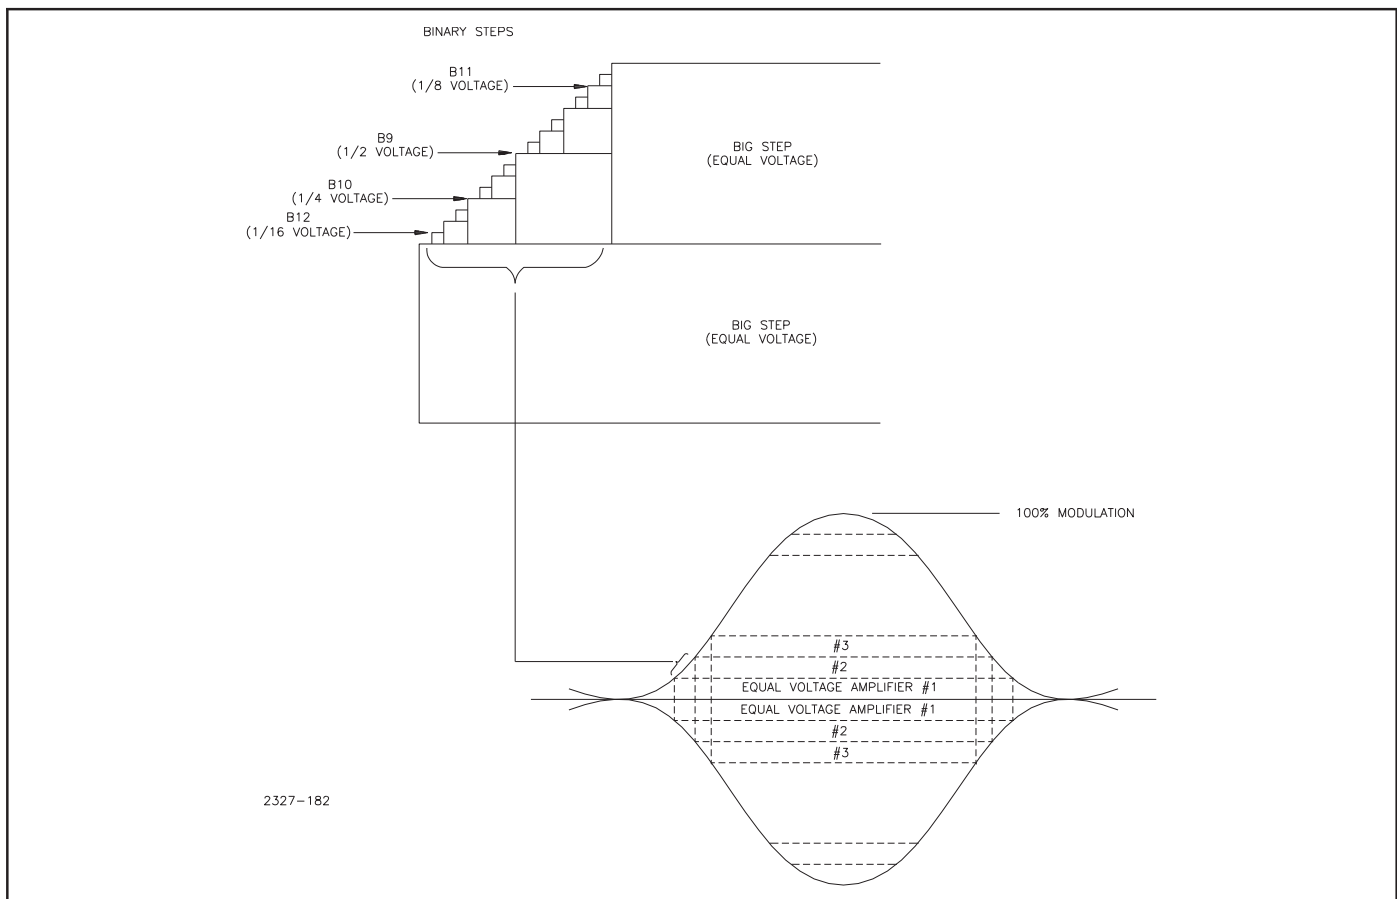 BINARY STEPS
B11
(1/8 VOLTAGE)
B9
(1/2 VOLTAGE)
BIG STEP
(EQUAL VOLTAGE)
B10
(1/4 VOLTAGE)
B12
(1/16 VOLTAGE)
BIG STEP
(EQUAL VOLTAGE)
100% MODULATION
#3
#2
EQUAL VOLTAGE AMPLIFIER #1
EQUAL VOLTAGE AMPLIFIER #1
#2
#3
2327-182